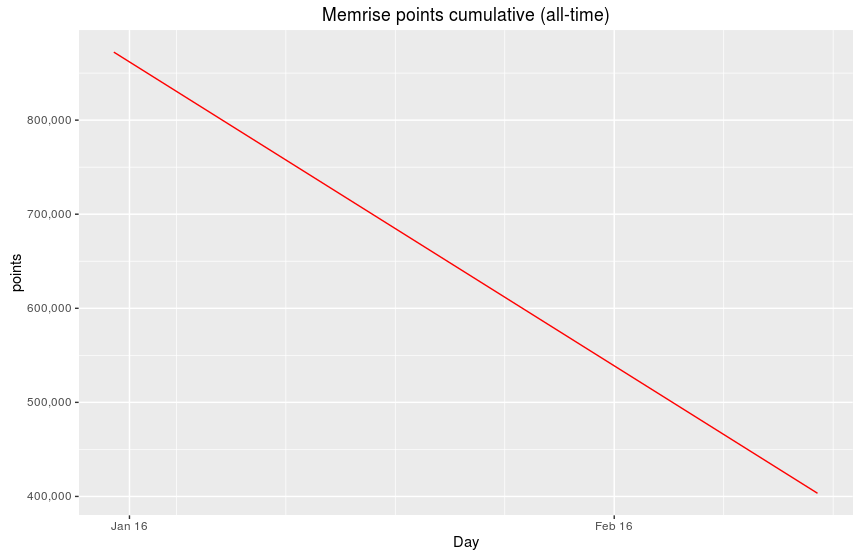 Memrise points cumulative (all-time)
points
800,000
700,000
600,000
500,000
400,000
Jan 16
Feb 16
Day